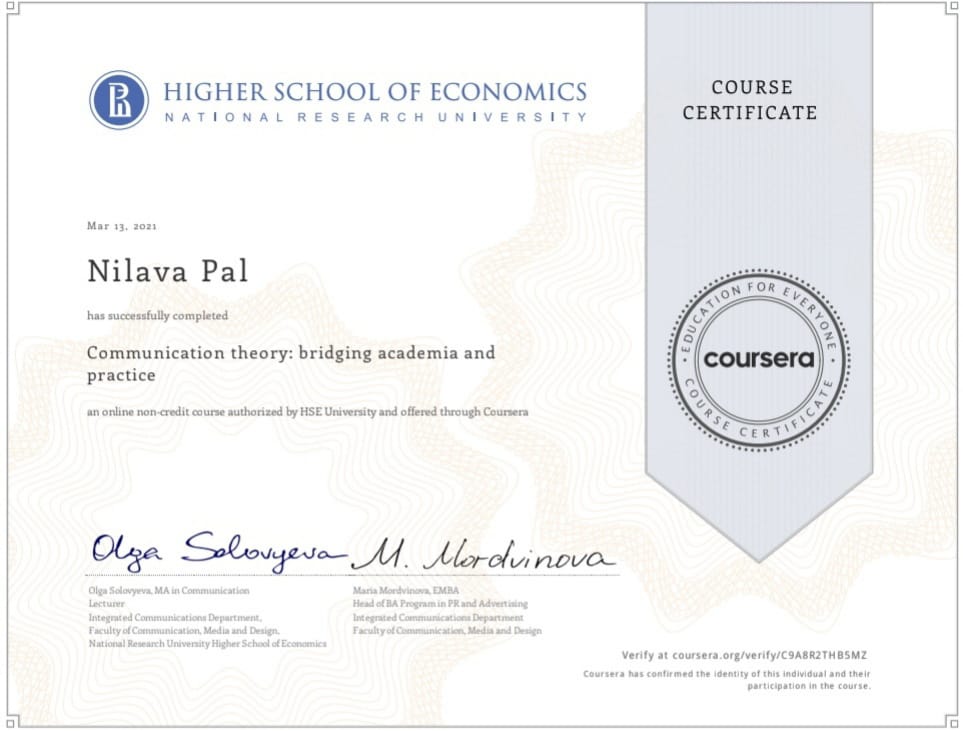 HIGHER SCHOOL OF ECONOMICS
NATIONAL RESEARCH UNIVERSITY
COURSE
CERTIFICATE
Mar 13, 2021
Nilava Pal
has successfully completed
Communication theory: bridging academia and
practice
an online non-credit course authorized by HSE University and offered through Coursera
EDUCATION FOR EVERYONE
coursera
COURSE CERTIFICATE
Olga Solovyeva
M. Mordvinova
Olga Solovyeva, MA in Communication
Lecturer
Integrated Communications Department,
Faculty of Communication, Media and Design,
National Research University Higher School of Economics
Maria Mordvinova, EMBA
Head of BA Program in PR and Advertising
Integrated Communications Department
Faculty of Communication, Media and Design
Verify at coursera.org/verify/C9A8R2THB5MZ
Coursera has confirmed the identity of this individual and their
participation in the course.